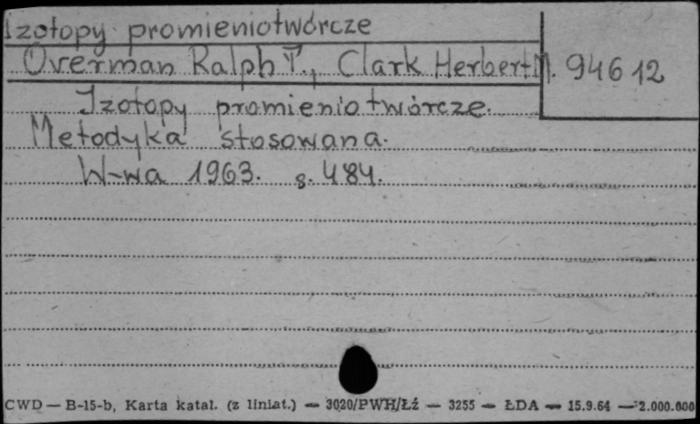 Izotopy promieniotwórcze
Overman Ralph T., Clark Herbert M. 94612
Izotopy promieniotwórcze.
Metodyka stosowana.
W-wa 1963. s. 484.
CWD — B-15-b, Karta katal. (z liniat.) — 3020/PWH/Łź — 3255 — ŁDA — 15.9.64 — 2.000.000